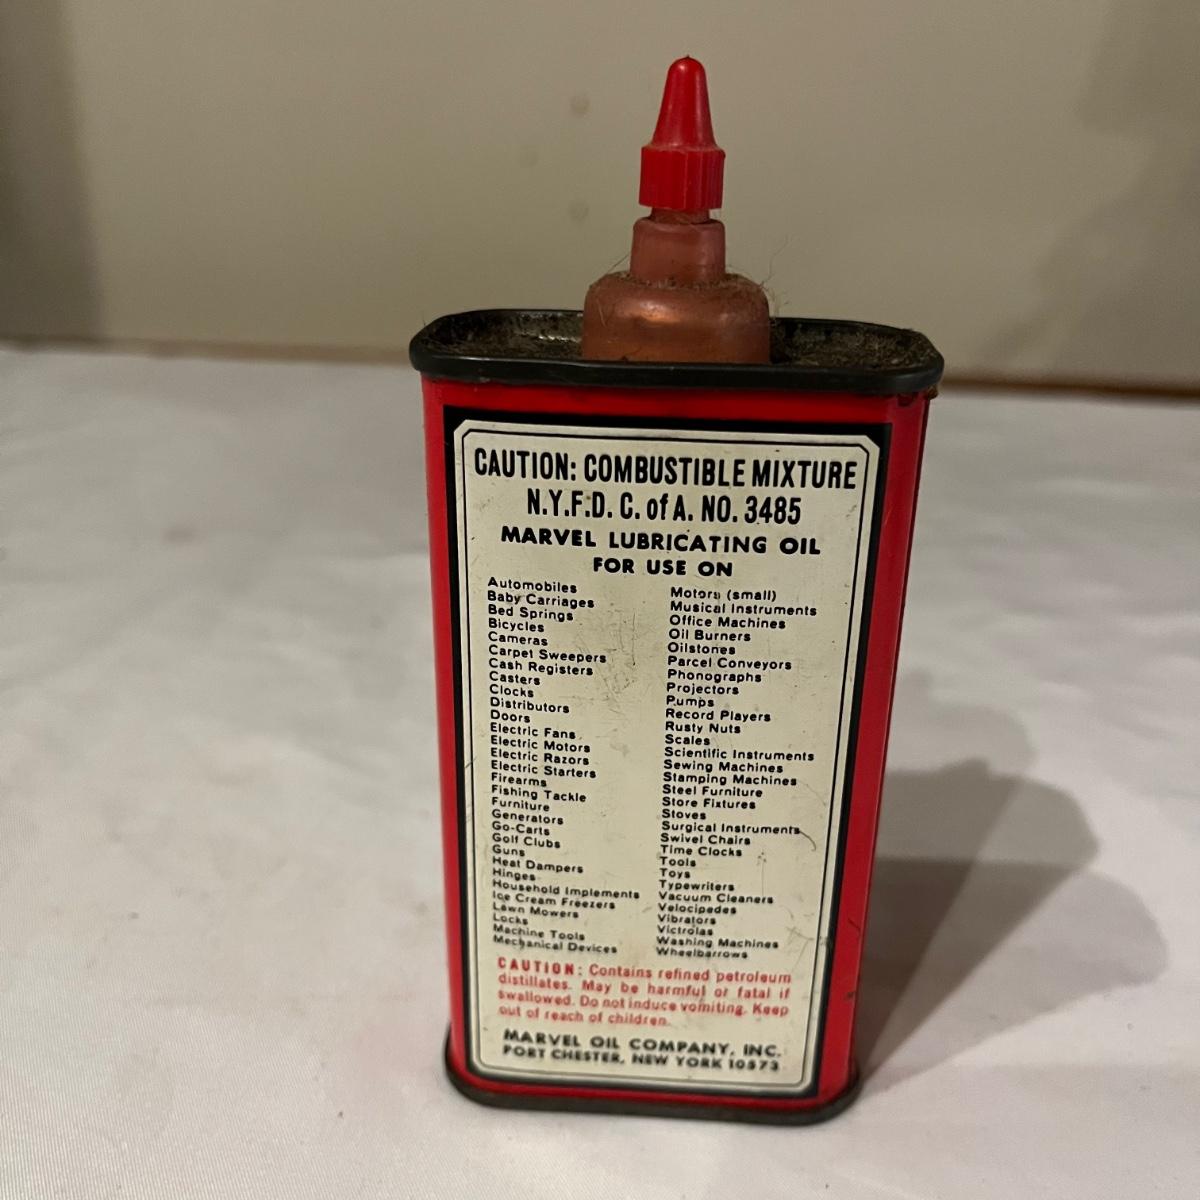 CAUTION: COMBUSTIBLE MIXTURE
N.Y.F.D. C. of A. NO. 3485
MARVEL LUBRICATING OIL
FOR USE ON
Automobiles
Baby Carriages
Bed Springs
Bicycles
Cameras
Carpet Sweepers
Cash Registers
Casters
Clocks
Distributors
Doors
Electric Fans
Electric Motors
Electric Razors
Electric Starters
Firearms
Fishing Tackle
Furniture
Generators
Go-Carts
Golf Clubs
Guns
Heat Dampers
Hinges
Household Implements
Ice Cream Freezers
Lawn Mowers
Locks
Machine Tools
Mechanical Devices
Motors (small)
Musical Instruments
Office Machines
Oil Burners
Oilstones
Parcel Conveyors
Phonographs
Projectors
Pumps
Record Players
Rusty Nuts
Scales
Scientific Instruments
Sewing Machines
Stamping Machines
Steel Furniture
Store Fixtures
Stoves
Surgical Instruments
Swivel Chairs
Time Clocks
Tools
Toys
Typewriters
Vacuum Cleaners
Velocipedes
Vibrators
Victrolas
Washing Machines
Wheelbarrows
CAUTION: Contains refined petroleum
distillates. May be harmful or fatal if
swallowed. Do not induce vomiting. Keep
out of reach of children.
MARVEL OIL COMPANY, INC.
PORT CHESTER, NEW YORK 10573